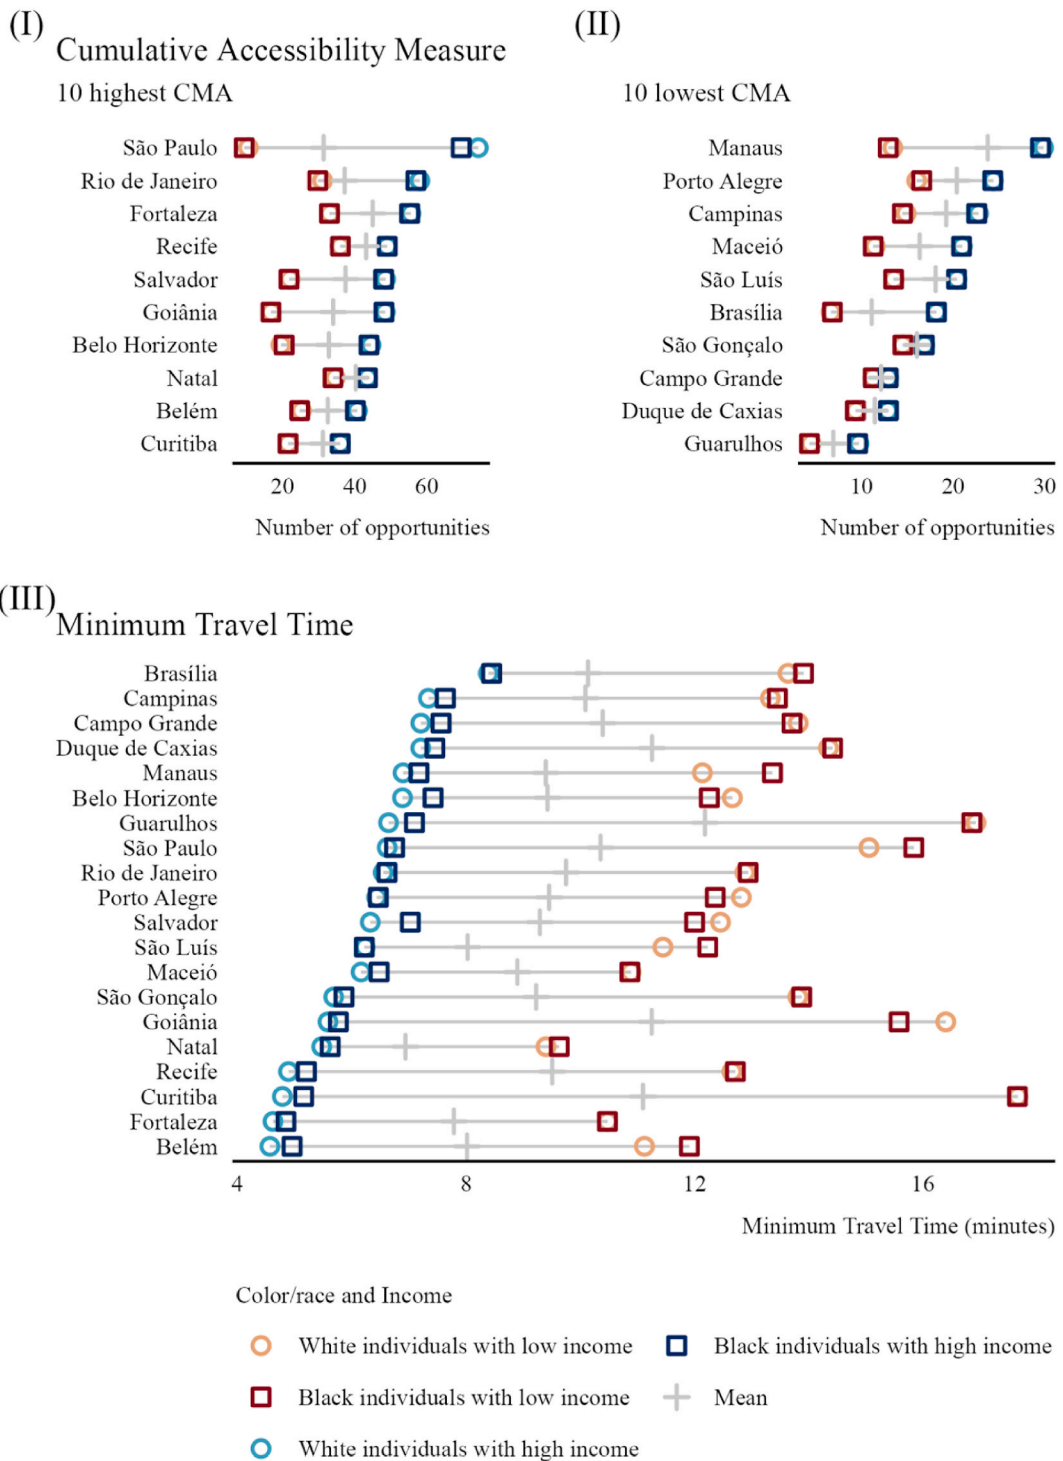 (I)
Cumulative Accessibility Measure
10 highest CMA
São Paulo
Rio de Janeiro
Fortaleza
Recife
Salvador
Goiânia
Belo Horizonte
Natal
Belém
Curitiba
20 40 60
Number of opportunities
(II)
10 lowest CMA
Manaus
Porto Alegre
Campinas
Maceió
São Luís
Brasília
São Gonçalo
Campo Grande
Duque de Caxias
Guarulhos
10 20 30
Number of opportunities
(III)
Minimum Travel Time
Brasília
Campinas
Campo Grande
Duque de Caxias
Manaus
Belo Horizonte
Guarulhos
São Paulo
Rio de Janeiro
Porto Alegre
Salvador
São Luís
Maceió
São Gonçalo
Goiânia
Natal
Recife
Curitiba
Fortaleza
Belém
4 8 12 16
Minimum Travel Time (minutes)
Color/race and Income
White individuals with low income
Black individuals with low income
White individuals with high income
Black individuals with high income
Mean